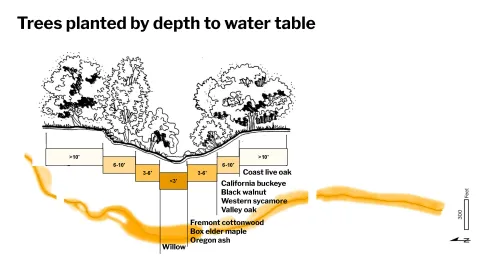 Trees planted by depth to water table
>10'
6-10'
3-6'
<3'
3-6'
6-10'
>10'
Coast live oak
California buckeye
Black walnut
Western sycamore
Valley oak
Fremont cottonwood
Box elder maple
Oregon ash
Willow
200
Feet
N